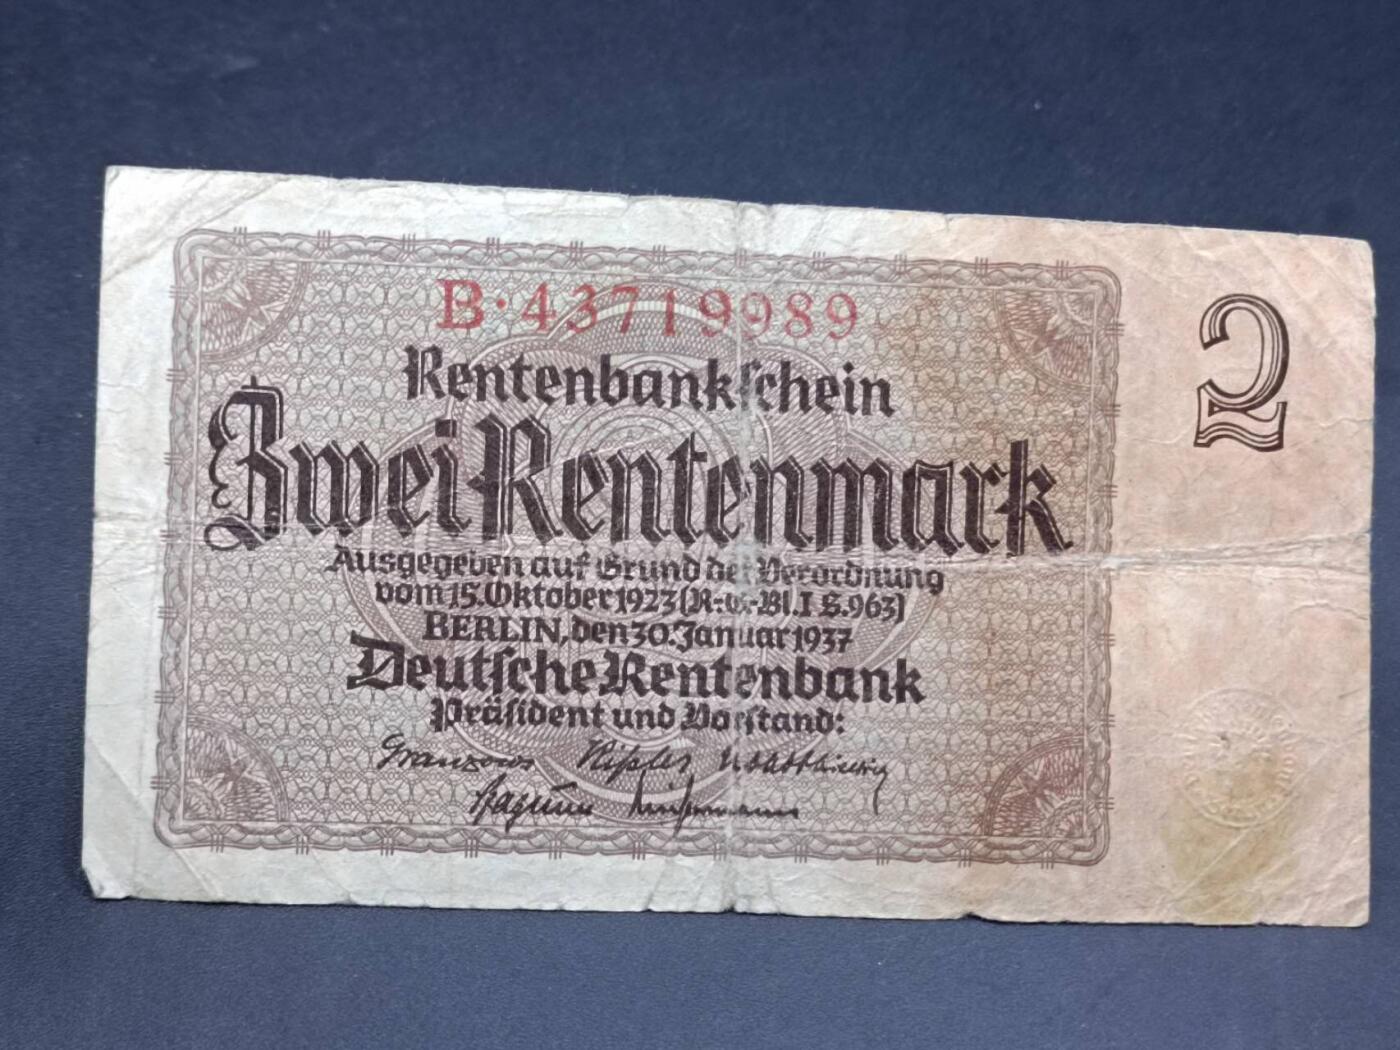 B·43719989
2
Rentenbankschein
Zwei Rentenmark
Ausgegeben auf Grund der Verordnung
vom 15. Oktober 1923 (R.-G.-Bl. I S. 963)
BERLIN, den 30. Januar 1937
Deutsche Rentenbank
Präsident und Vorstand: